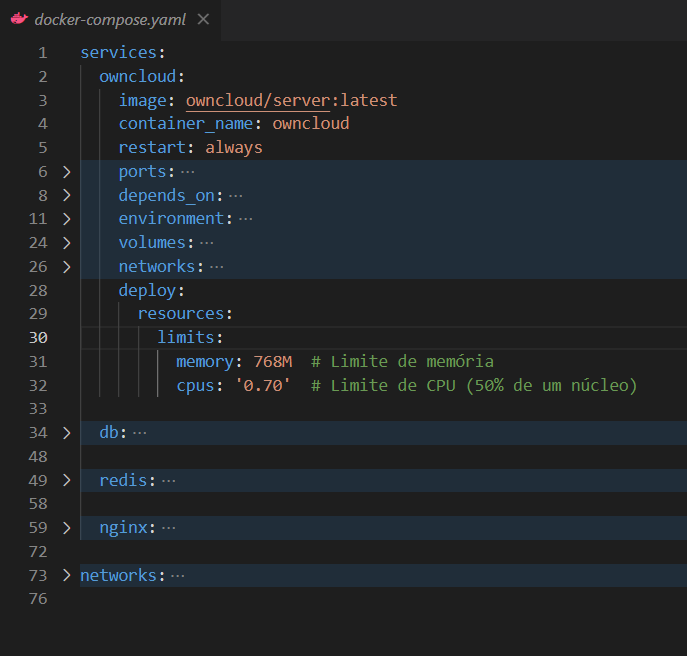 docker-compose.yaml
1 services:
2 owncloud:
3 image: owncloud/server:latest
4 container_name: owncloud
5 restart: always
6 ports: ···
8 depends_on: ···
11 environment: ···
24 volumes: ···
26 networks: ···
28 deploy:
29 resources:
30 limits:
31 memory: 768M  # Limite de memória
32 cpus: '0.70'  # Limite de CPU (50% de um núcleo)
33
34 db: ···
48
49 redis: ···
58
59 nginx: ···
72
73 networks: ···
76